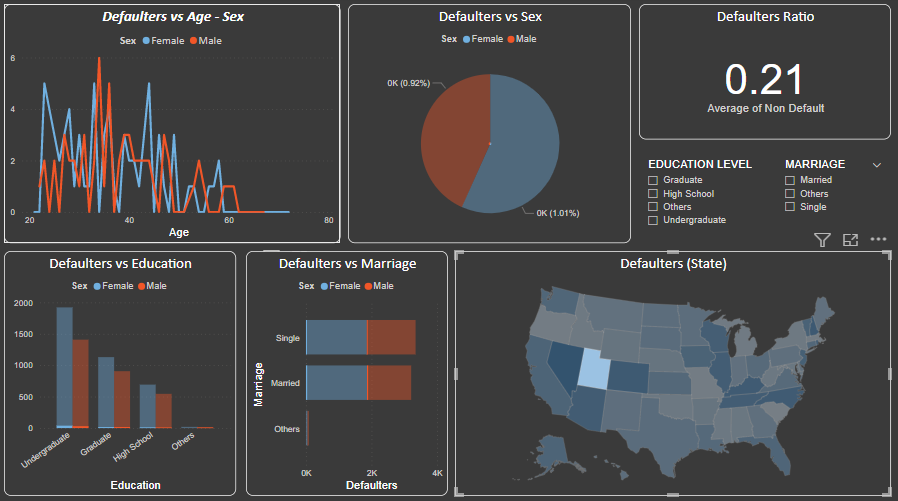 Defaulters vs Age - Sex
Sex Female Male
6
4
2
0
20 40 60 80
Age
Defaulters vs Sex
Sex Female Male
0K (0.92%)
0K (1.01%)
Defaulters Ratio
0.21
Average of Non Default
EDUCATION LEVEL
Graduate
High School
Others
Undergraduate
MARRIAGE
Married
Others
Single
Defaulters vs Education
Sex Female Male
2000
1500
1000
500
0
Undergraduate
Graduate
High School
Others
Education
Defaulters vs Marriage
Sex Female Male
Marriage
Single
Married
Others
0K 2K 4K
Defaulters
Defaulters (State)